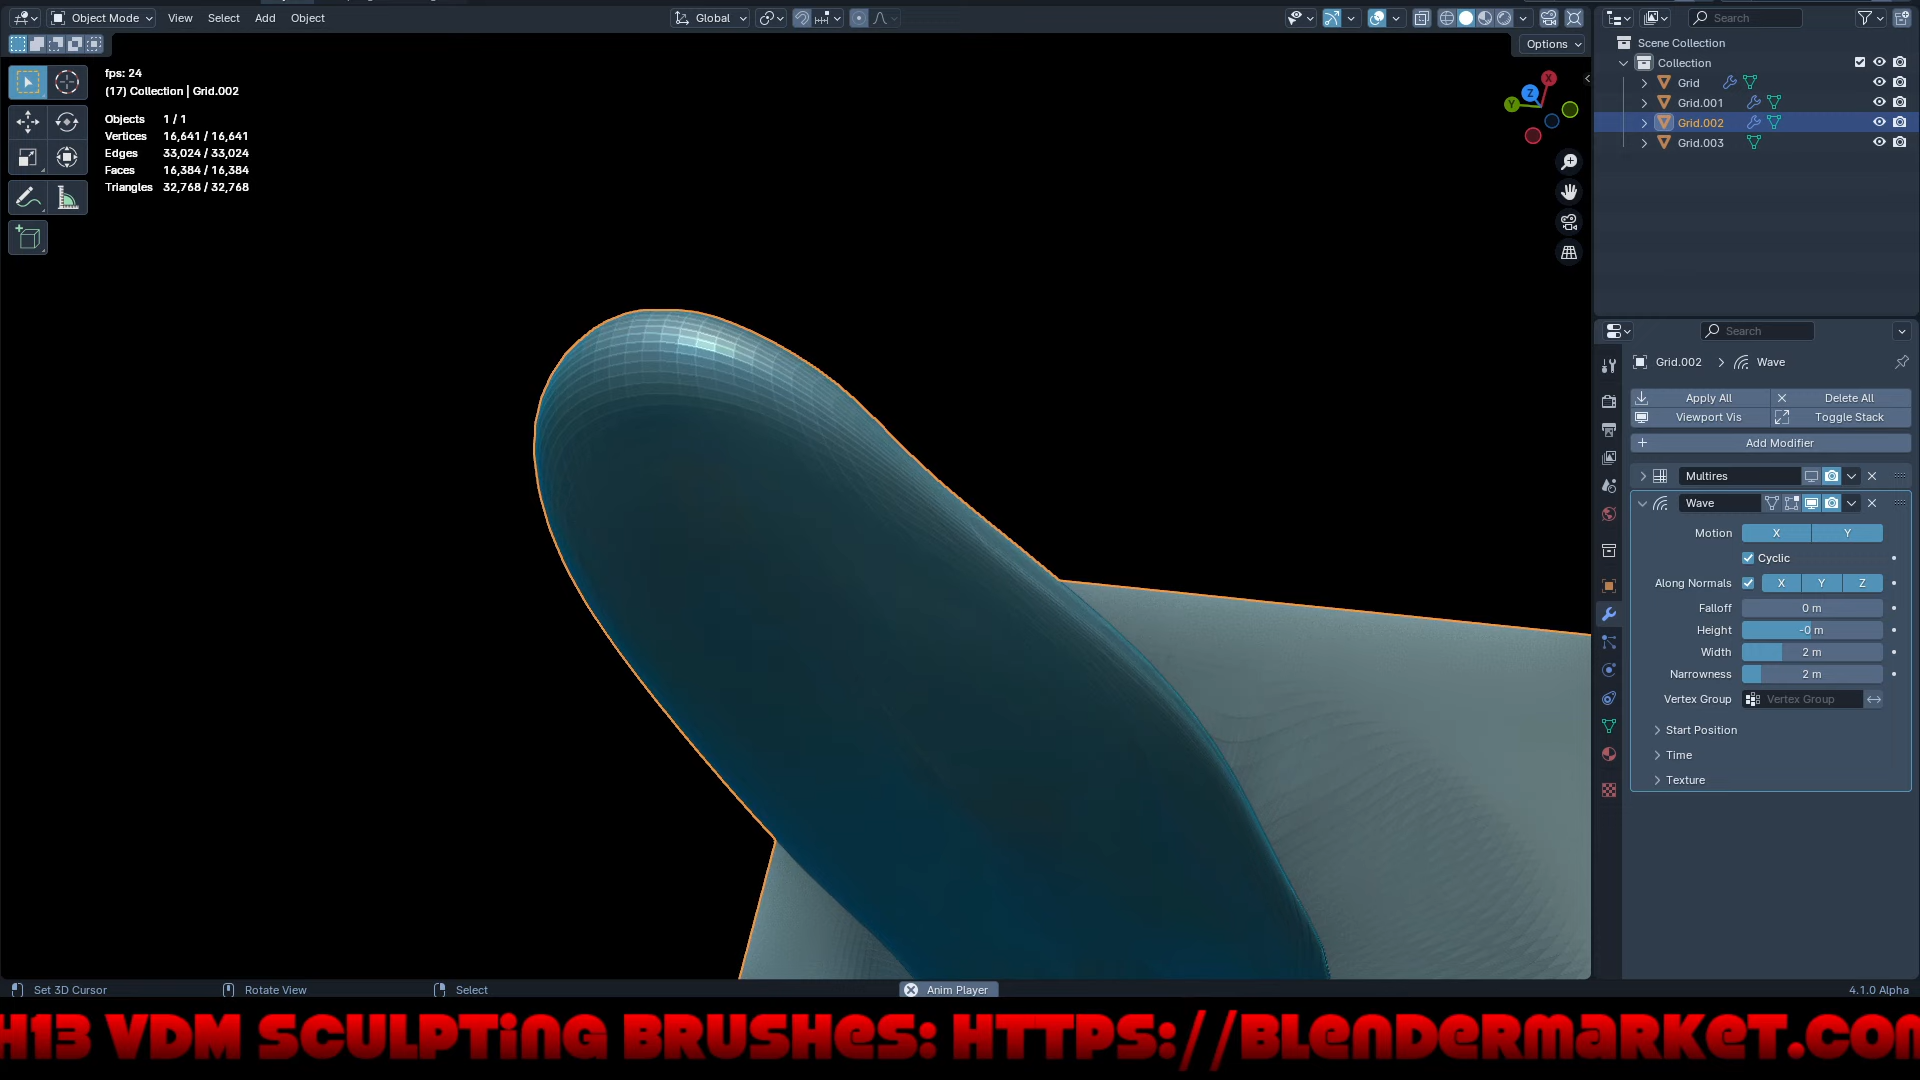 Object Mode View Select Add Object Global
Options
Search
Scene Collection
Collection
Grid
Grid.001
Grid.002
Grid.003
fps: 24
(17) Collection | Grid.002
Objects 1 / 1
Vertices 16,641 / 16,641
Edges 33,024 / 33,024
Faces 16,384 / 16,384
Triangles 32,768 / 32,768
X
Y
Z
Search
Grid.002 Wave
Apply All Delete All
Viewport Vis Toggle Stack
Add Modifier
Multires
Wave
Motion X Y
Cyclic
Along Normals X Y Z
Falloff 0 m
Height -0 m
Width 2 m
Narrowness 2 m
Vertex Group Vertex Group
Start Position
Time
Texture
Set 3D Cursor Rotate View Select Anim Player 4.1.0 Alpha
H13 VDM SCULPTiNG BRUSHES: HTTPS://BLenDerMarKeT.COM